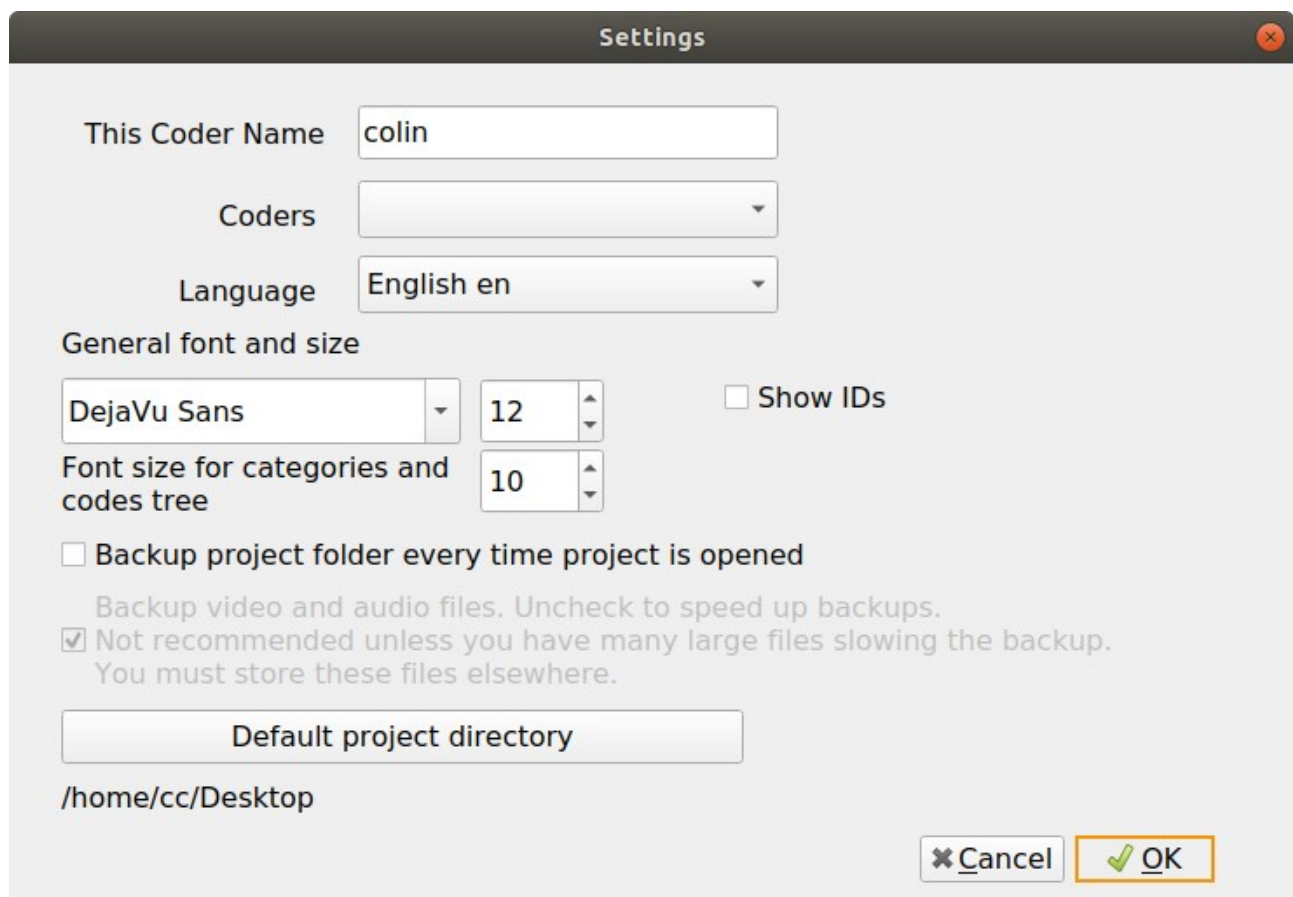 Settings
This Coder Name colin
Coders
Language English en
General font and size
DejaVu Sans 12 Show IDs
Font size for categories and
codes tree 10
Backup project folder every time project is opened
Backup video and audio files. Uncheck to speed up backups.
Not recommended unless you have many large files slowing the backup.
You must store these files elsewhere.
Default project directory
/home/cc/Desktop
Cancel OK